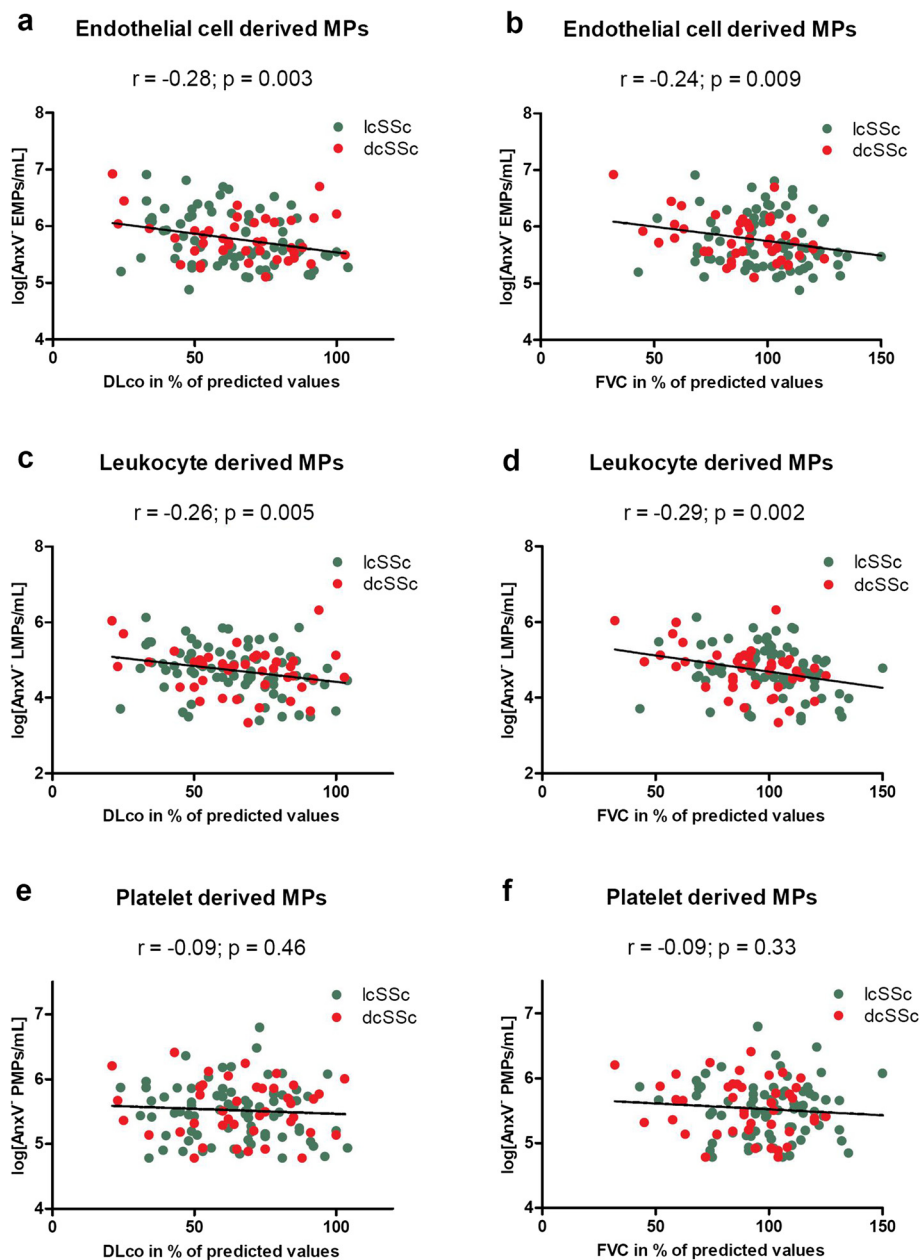 a
Endothelial cell derived MPs
r = -0.28; p = 0.003
lcSSc
dcSSc
log[AnxV⁻ EMPs/mL]
8
7
6
5
4
0 50 100
DLco in % of predicted values
b
Endothelial cell derived MPs
r = -0.24; p = 0.009
lcSSc
dcSSc
log[AnxV⁻ EMPs/mL]
8
7
6
5
4
0 50 100 150
FVC in % of predicted values
c
Leukocyte derived MPs
r = -0.26; p = 0.005
lcSSc
dcSSc
log[AnxV⁻ LMPs/mL]
8
6
4
2
0 50 100
DLco in % of predicted values
d
Leukocyte derived MPs
r = -0.29; p = 0.002
lcSSc
dcSSc
log[AnxV⁻ LMPs/mL]
8
6
4
2
0 50 100 150
FVC in % of predicted values
e
Platelet derived MPs
r = -0.09; p = 0.46
lcSSc
dcSSc
log[AnxV⁻ PMPs/mL]
7
6
5
4
0 50 100
DLco in % of predicted values
f
Platelet derived MPs
r = -0.09; p = 0.33
lcSSc
dcSSc
log[AnxV⁻ PMPs/mL]
7
6
5
4
0 50 100 150
FVC in % of predicted values